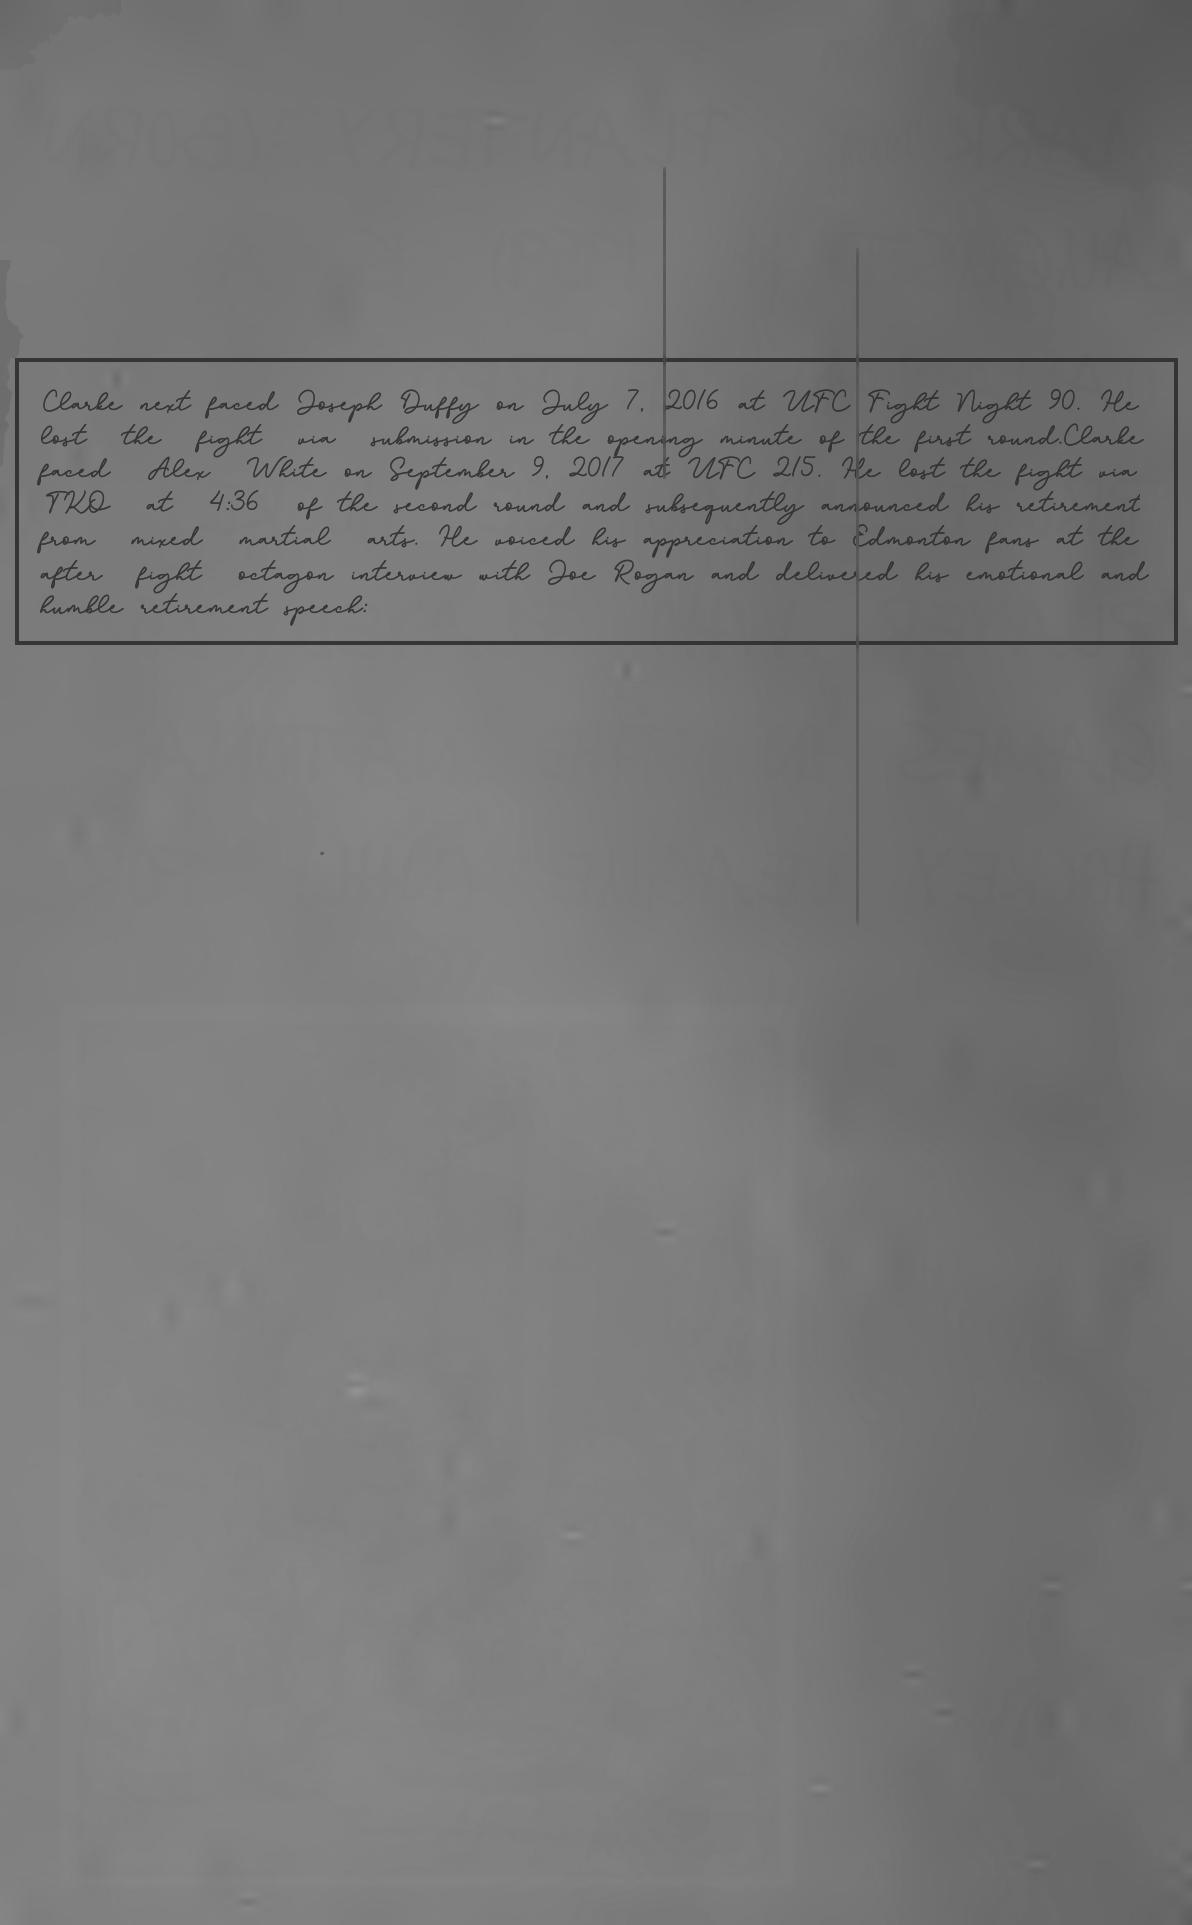 Clarke next faced Joseph Duffy on July 7, 2016 at UFC Fight Night 90. He
lost the fight via submission in the opening minute of the first round.Clarke
faced Alex White on September 9, 2017 at UFC 215. He lost the fight via
TKO at 4:36 of the second round and subsequently announced his retirement
from mixed martial arts. He voiced his appreciation to Edmonton fans at the
after fight octagon interview with Joe Rogan and delivered his emotional and
humble retirement speech: